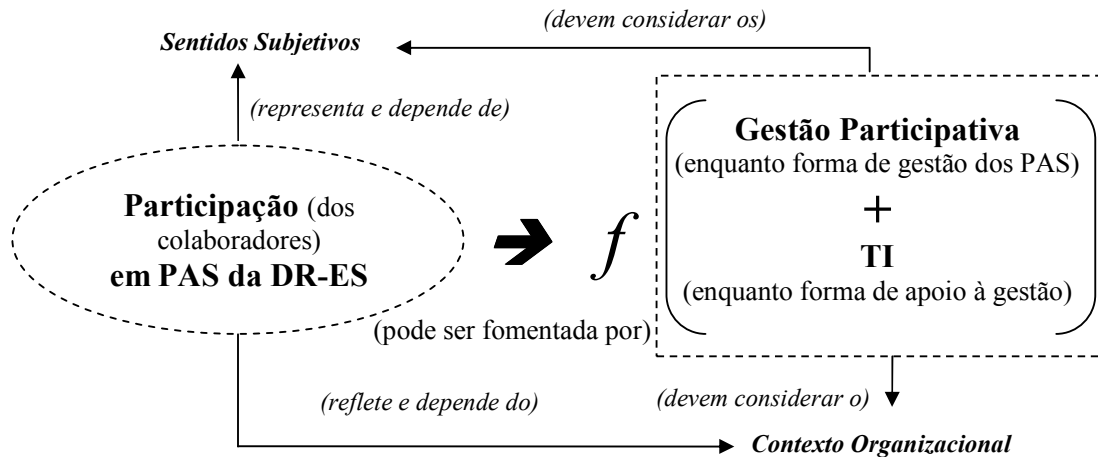 (devem considerar os)
Sentidos Subjetivos
(representa e depende de)
Participação (dos
colaboradores)
em PAS da DR-ES
f
(pode ser fomentada por)
Gestão Participativa
(enquanto forma de gestão dos PAS)
+
TI
(enquanto forma de apoio à gestão)
(reflete e depende do)
(devem considerar o)
Contexto Organizacional